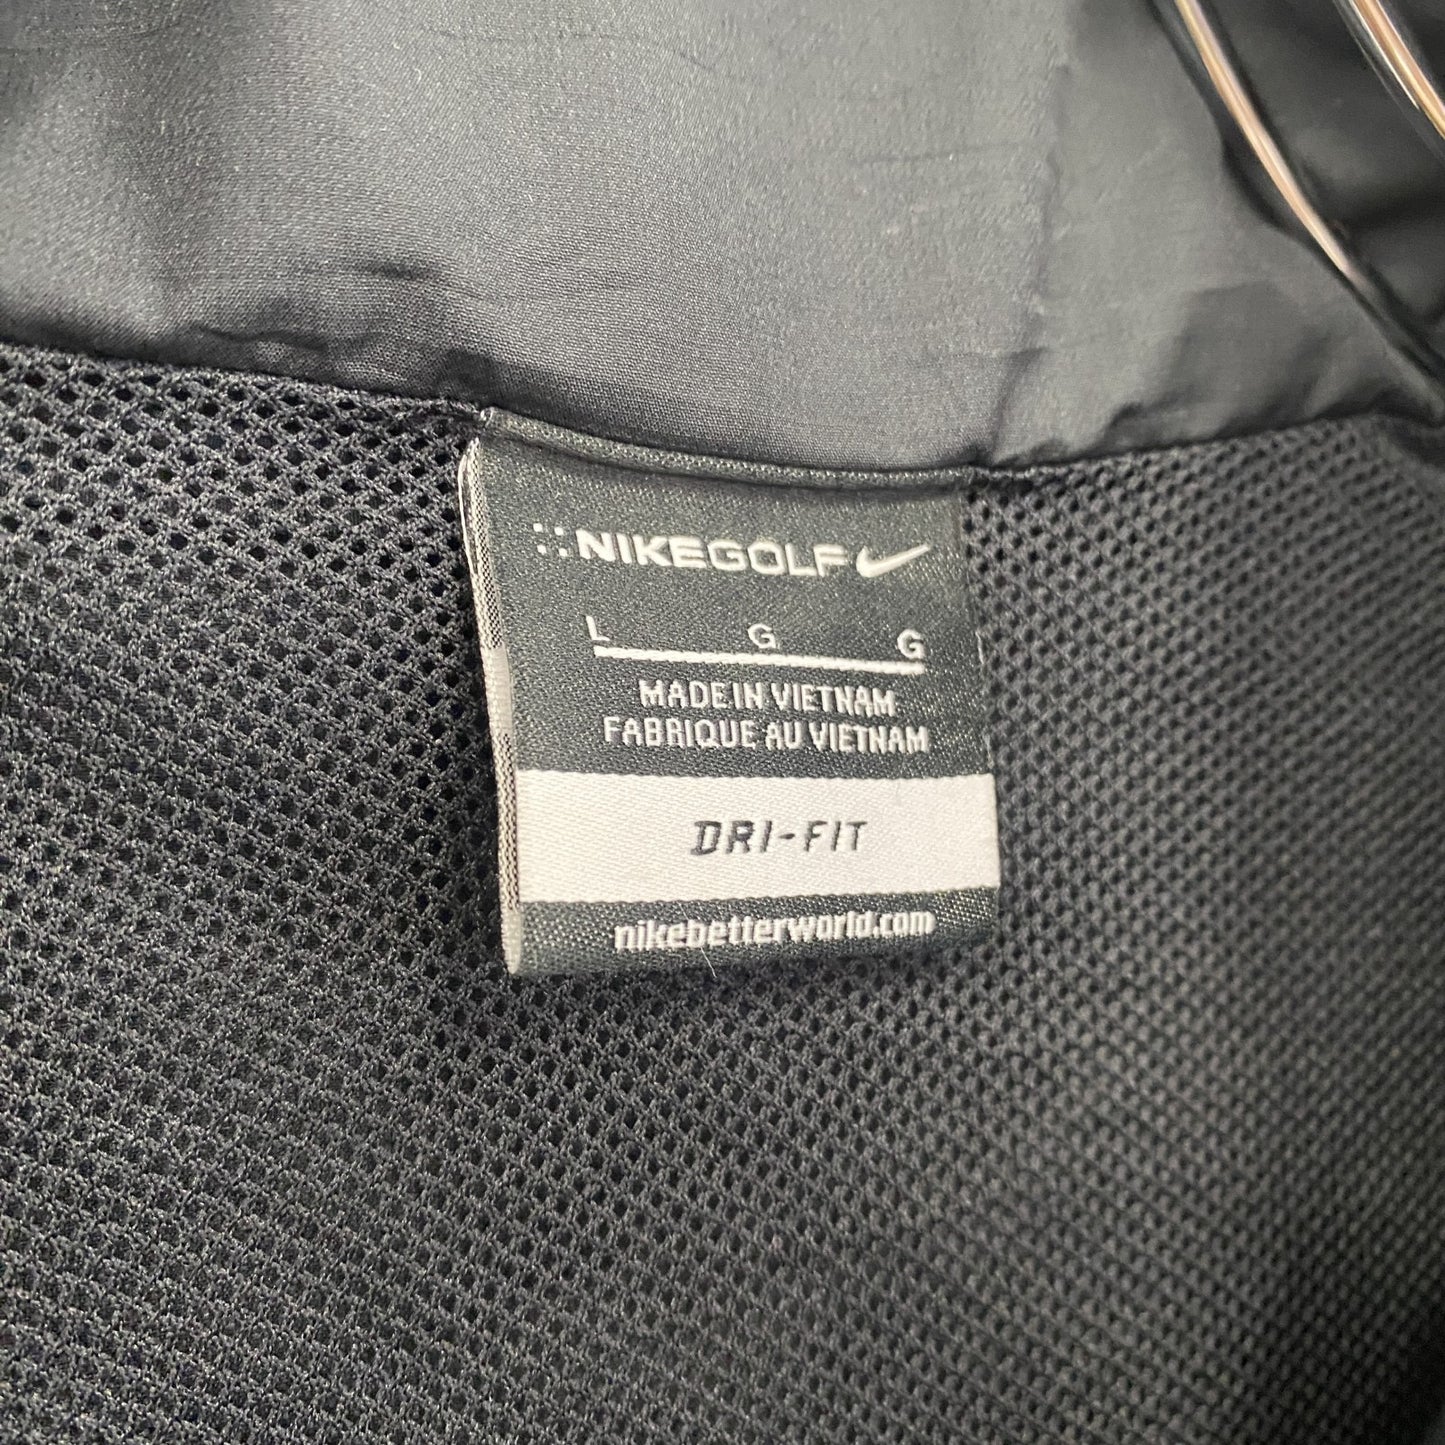 NIKEGOLF
L G G
MADE IN VIETNAM
FABRIQUE AU VIETNAM
DRI-FIT
nikebetterworld.com